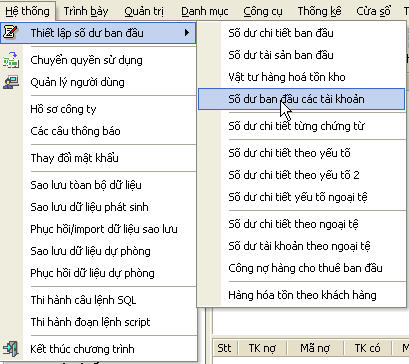 Hệ thống Trình bày Quản trị Danh mục Công cụ Thống kê Cửa sổ T
Thiết lập số dư ban đầu
Chuyển quyền sử dụng
Quản lý người dùng
Hồ sơ công ty
Các câu thông báo
Thay đổi mật khẩu
Sao lưu tòan bộ dữ liệu
Sao lưu dữ liệu phát sinh
Phục hồi/import dữ liệu sao lưu
Sao lưu dữ liệu dự phòng
Phục hồi dữ liệu dự phòng
Thi hành câu lệnh SQL
Thi hành đoạn lệnh script
Kết thúc chương trình
Số dư chi tiết ban đầu
Số dư tài sản ban đầu
Vật tư hàng hoá tồn kho
Số dư ban đầu các tài khoản
Số dư chi tiết từng chứng từ
Số dư chi tiết theo yếu tố
Số dư chi tiết theo yếu tố 2
Số dư chi tiết yếu tố ngoại tệ
Số dư chi tiết theo ngoại tệ
Số dư tài khoản theo ngoại tệ
Công nợ hàng cho thuê ban đầu
Hàng hóa tồn theo khách hàng
Stt TK nợ Mã nợ TK có M